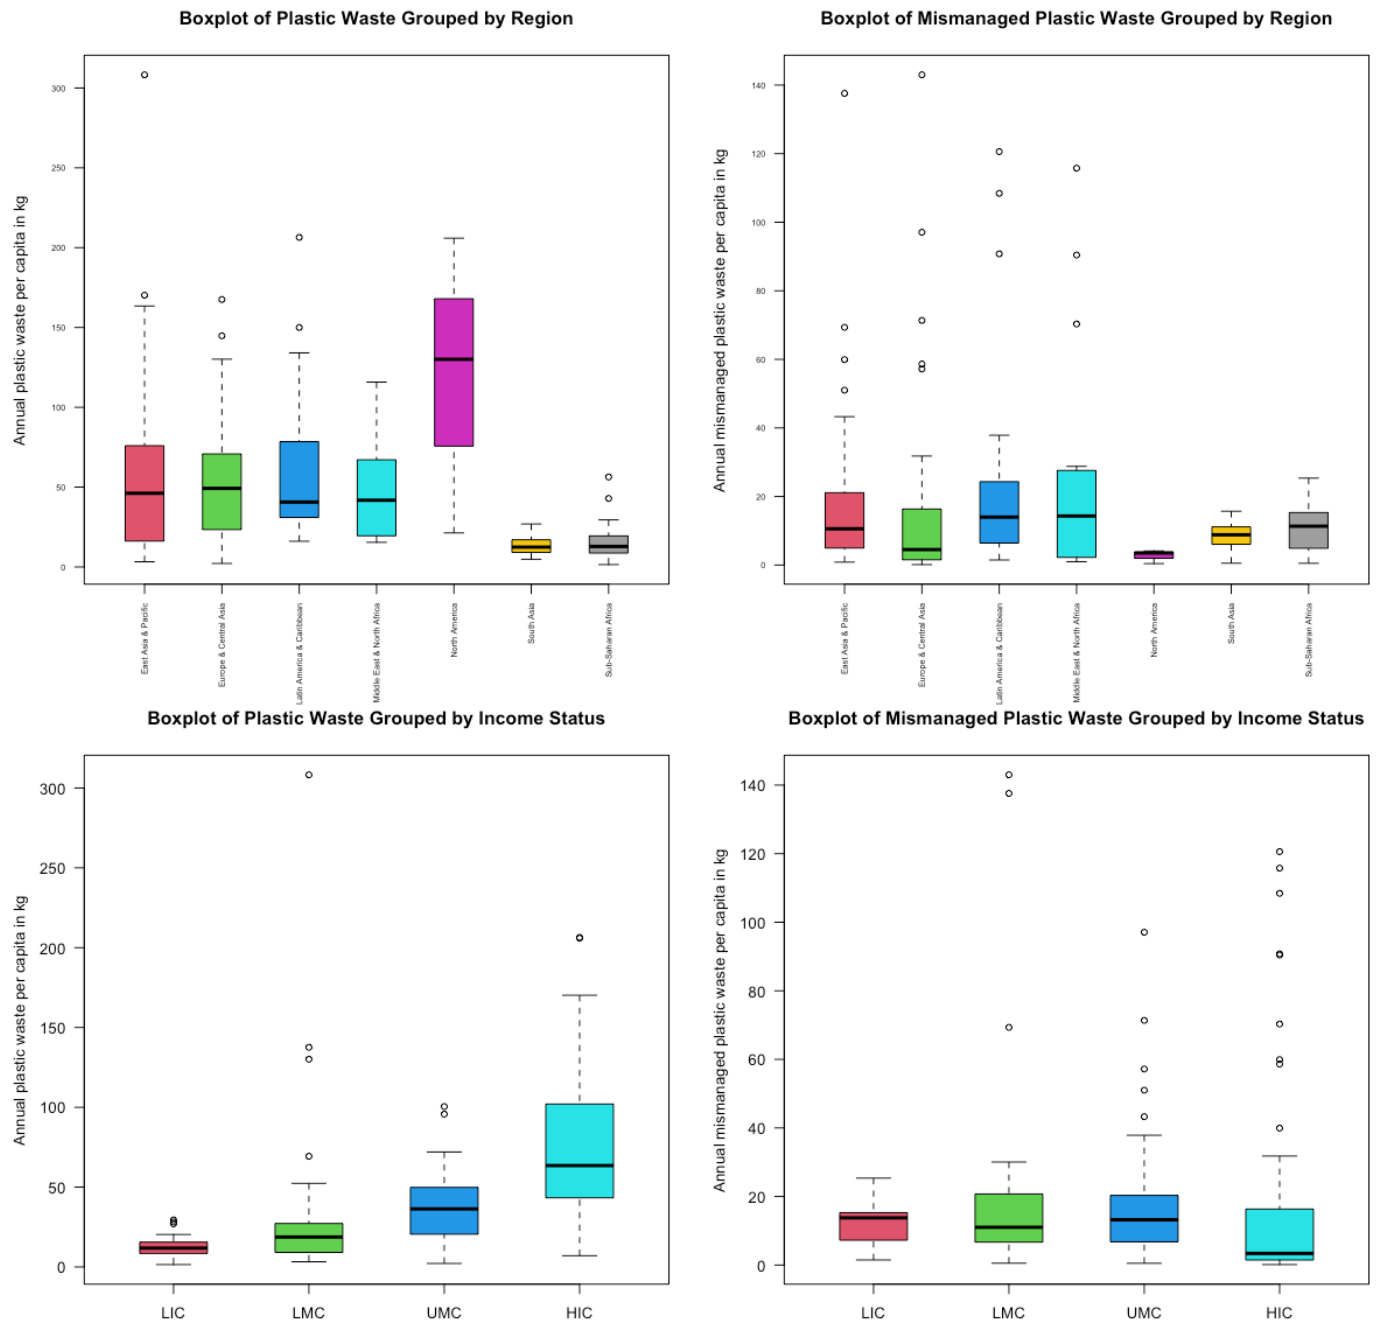 Boxplot of Plastic Waste Grouped by Region
Annual plastic waste per capita in kg
300
250
200
150
100
50
0
East Asia & Pacific
Europe & Central Asia
Latin America & Caribbean
Middle East & North Africa
North America
South Asia
Sub-Saharan Africa
Boxplot of Mismanaged Plastic Waste Grouped by Region
Annual mismanaged plastic waste per capita in kg
140
120
100
80
60
40
20
0
East Asia & Pacific
Europe & Central Asia
Latin America & Caribbean
Middle East & North Africa
North America
South Asia
Sub-Saharan Africa
Boxplot of Plastic Waste Grouped by Income Status
Annual plastic waste per capita in kg
300
250
200
150
100
50
0
LIC LMC UMC HIC
Boxplot of Mismanaged Plastic Waste Grouped by Income Status
Annual mismanaged plastic waste per capita in kg
140
120
100
80
60
40
20
0
LIC LMC UMC HIC